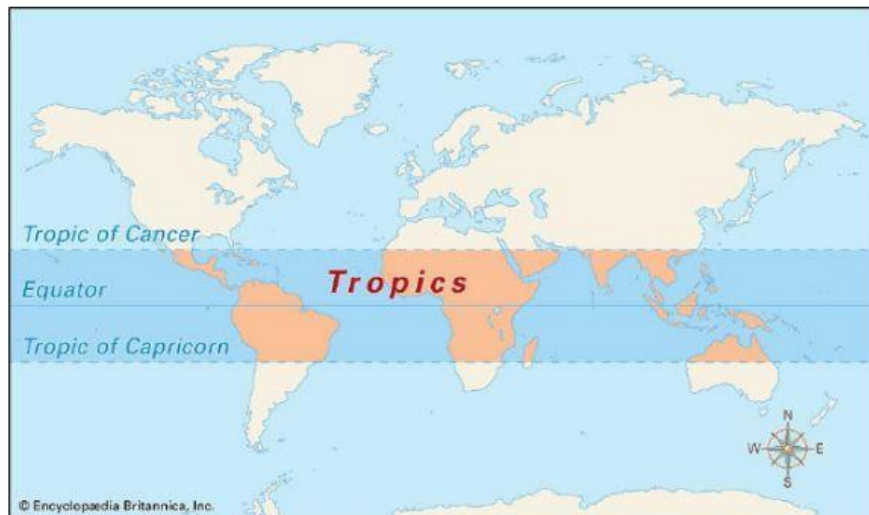 Tropic of Cancer
Tropics
Equator
Tropic of Capricorn
N
W E
S
© Encyclopædia Britannica, Inc.